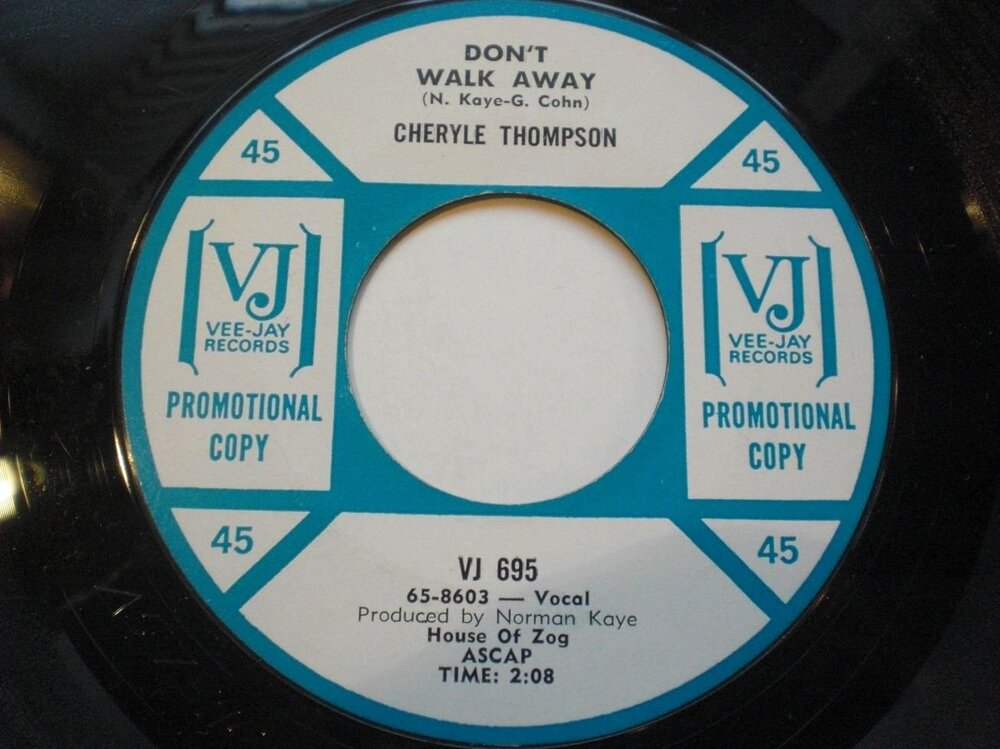 DON'T
WALK AWAY
(N. Kaye-G. Cohn)
CHERYLE THOMPSON
45
45
VJ
VEE-JAY
RECORDS
PROMOTIONAL
COPY
VJ
VEE-JAY
RECORDS
PROMOTIONAL
COPY
45
45
VJ 695
65-8603 — Vocal
Produced by Norman Kaye
House Of Zog
ASCAP
TIME: 2:08